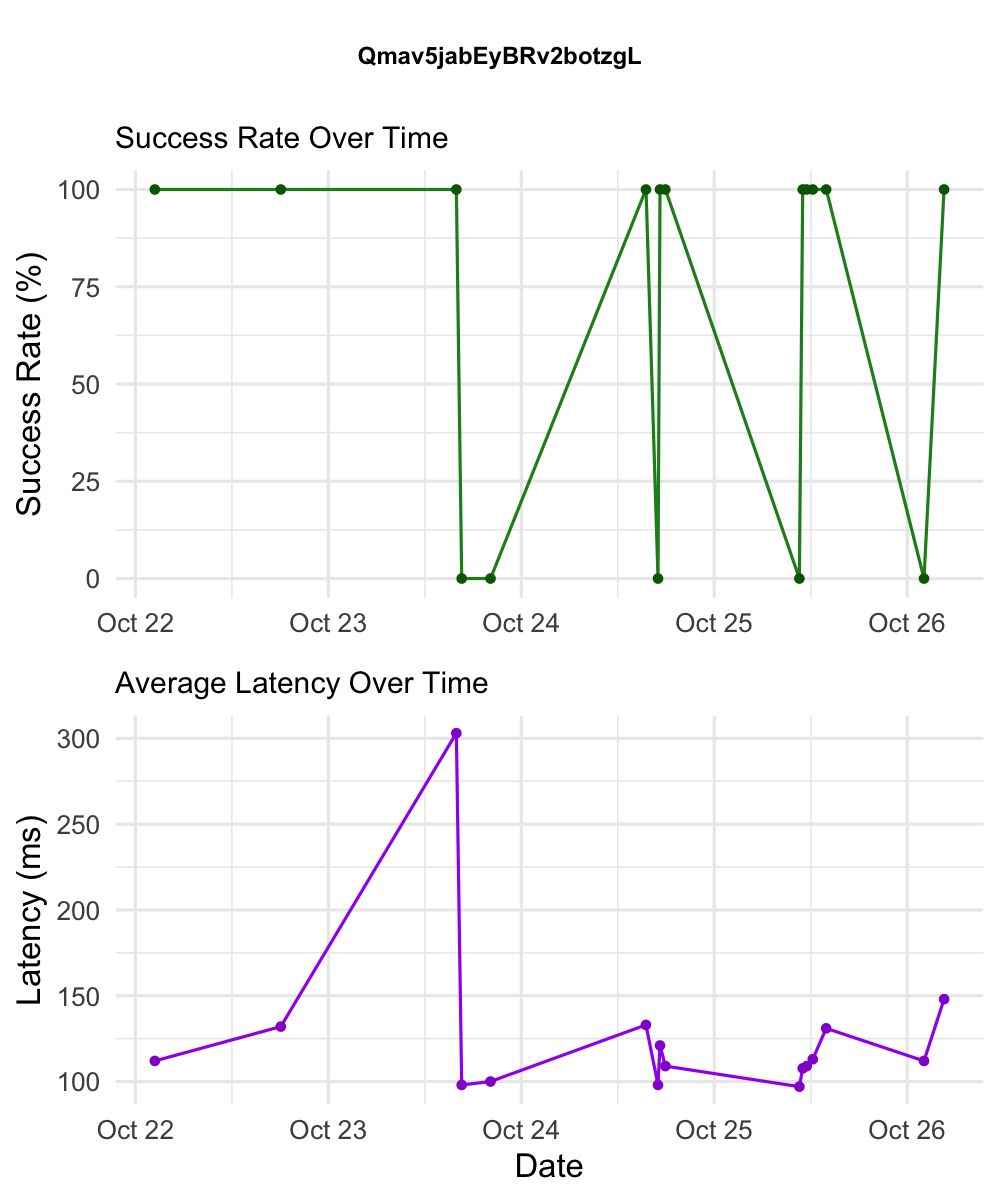 Qmav5jabEyBRv2botzgL
Success Rate Over Time
Success Rate (%)
100
75
50
25
0
Oct 22 Oct 23 Oct 24 Oct 25 Oct 26
Average Latency Over Time
Latency (ms)
300
250
200
150
100
Oct 22 Oct 23 Oct 24 Oct 25 Oct 26
Date